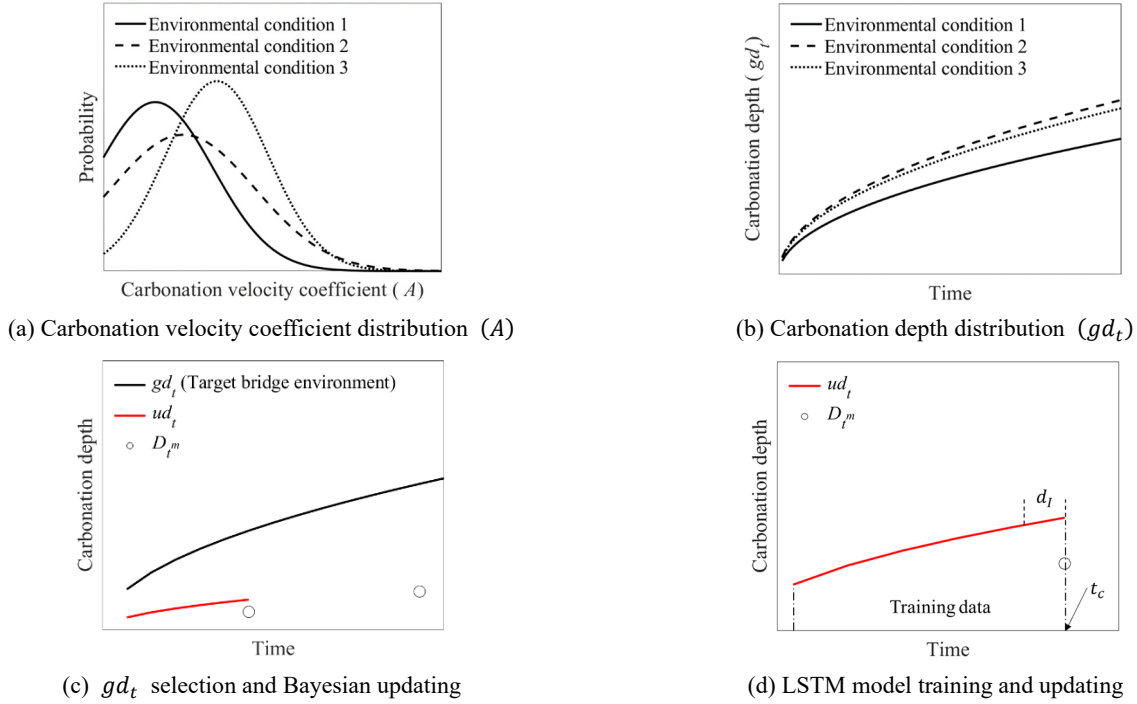 Environmental condition 1
Environmental condition 2
Environmental condition 3
Probability
Carbonation velocity coefficient ( A)
(a) Carbonation velocity coefficient distribution (A)
Environmental condition 1
Environmental condition 2
Environmental condition 3
Carbonation depth ( gd_t)
Time
(b) Carbonation depth distribution (gd_t)
gd_t (Target bridge environment)
ud_t
D_t^m
Carbonation depth
Time
(c) gd_t selection and Bayesian updating
ud_t
D_t^m
Carbonation depth
d_I
t_c
Training data
Time
(d) LSTM model training and updating